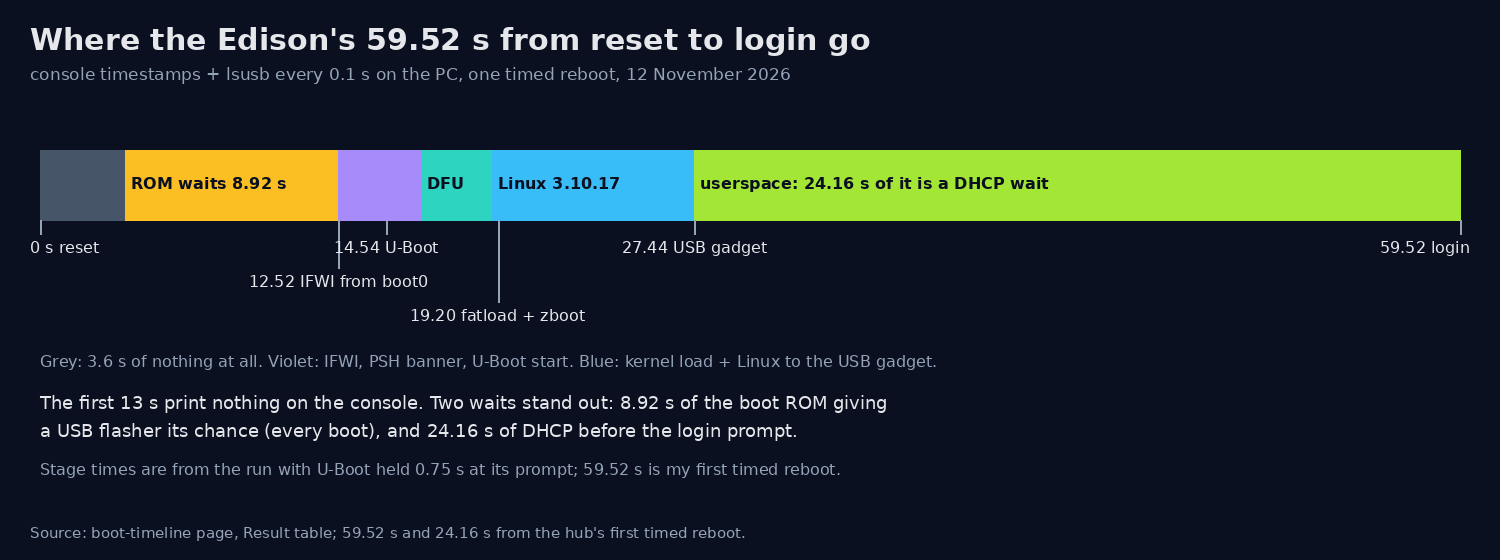 Where the Edison's 59.52 s from reset to login go
console timestamps + lsusb every 0.1 s on the PC, one timed reboot, 12 November 2026
ROM waits 8.92 s
DFU
Linux 3.10.17
userspace: 24.16 s of it is a DHCP wait
0 s reset
14.54 U-Boot
27.44 USB gadget
59.52 login
12.52 IFWI from boot0
19.20 fatload + zboot
Grey: 3.6 s of nothing at all. Violet: IFWI, PSH banner, U-Boot start. Blue: kernel load + Linux to the USB gadget.
The first 13 s print nothing on the console. Two waits stand out: 8.92 s of the boot ROM giving
a USB flasher its chance (every boot), and 24.16 s of DHCP before the login prompt.
Stage times are from the run with U-Boot held 0.75 s at its prompt; 59.52 s is my first timed reboot.
Source: boot-timeline page, Result table; 59.52 s and 24.16 s from the hub's first timed reboot.